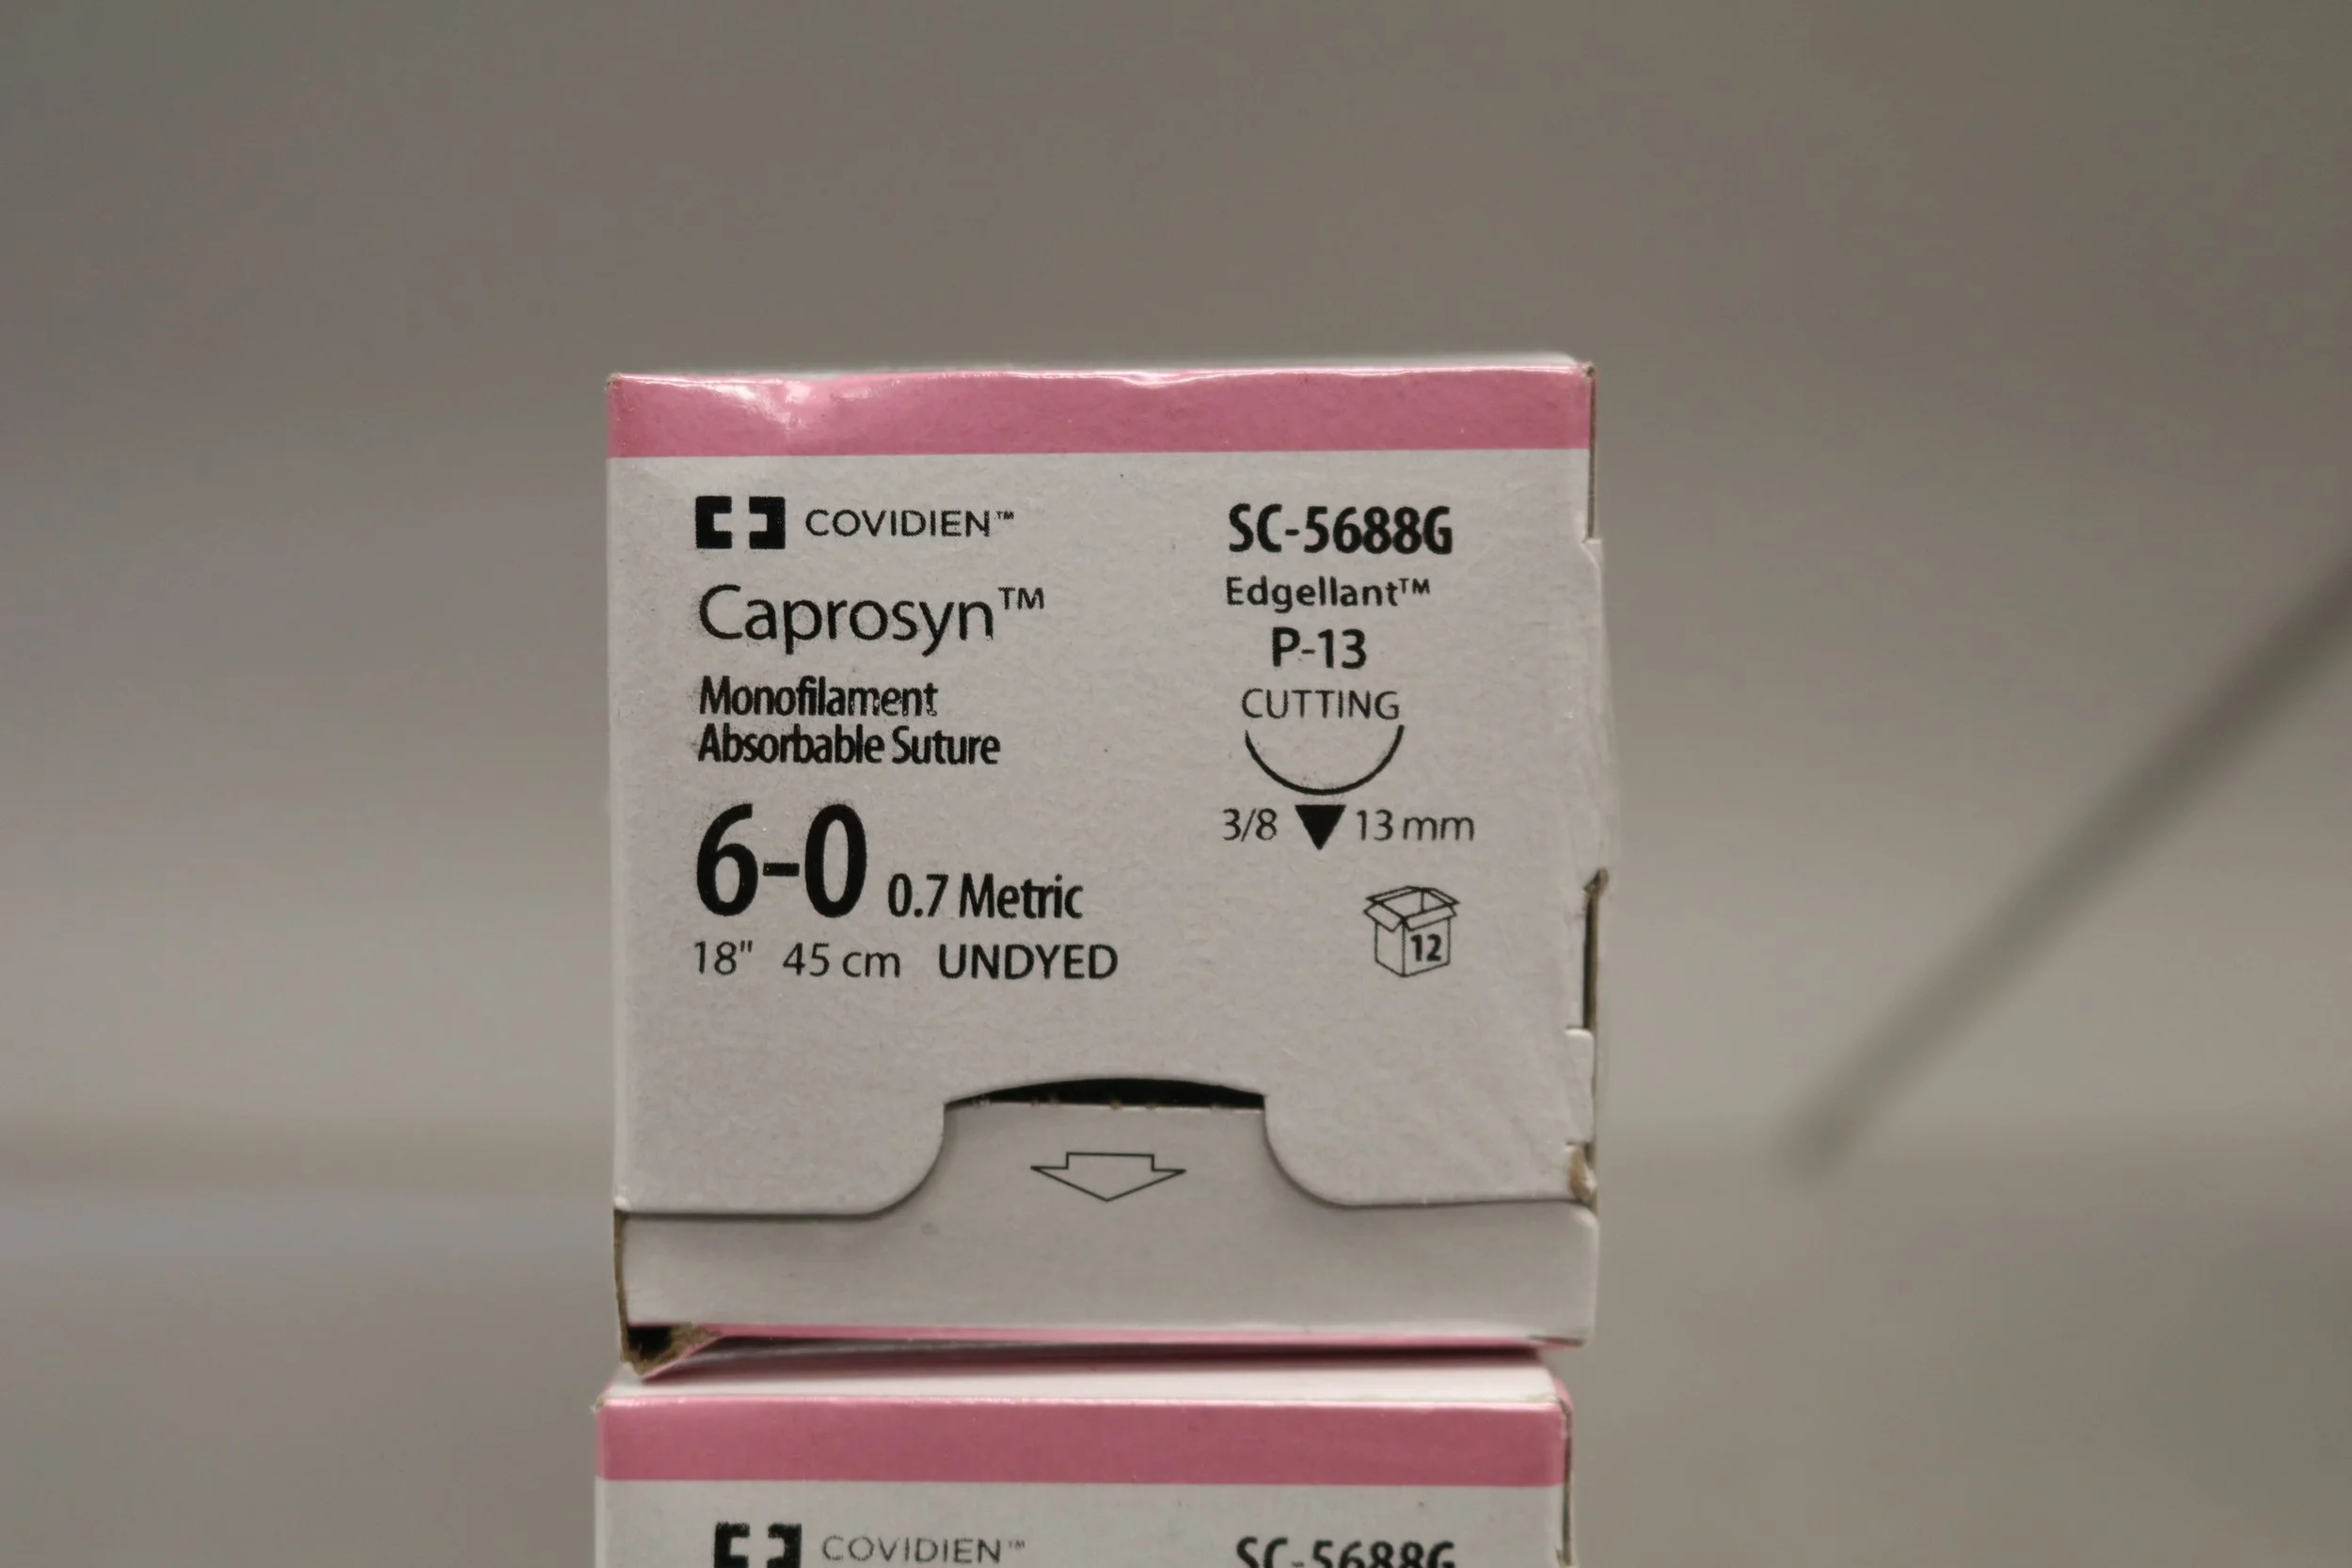 COVIDIEN™
Caprosyn™
Monofilament
Absorbable Suture
6-0 0.7 Metric
18" 45 cm UNDYED
SC-5688G
Edgellant™
P-13
CUTTING
3/8 13 mm
12
COVIDIEN™
SC-5688G